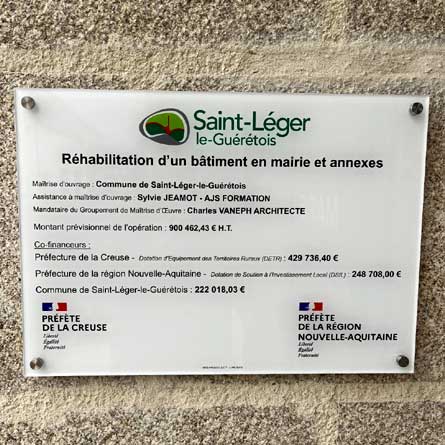 Saint-Léger
le-Guérétois
Réhabilitation d'un bâtiment en mairie et annexes
Maîtrise d'ouvrage : Commune de Saint-Léger-le-Guérétois
Assistance à maîtrise d'ouvrage : Sylvie JEAMOT - AJS FORMATION
Mandataire du Groupement de Maîtrise d'Œuvre : Charles VANEPH ARCHITECTE
Montant prévisionnel de l'opération : 900 462,43 € H.T.
Co-financeurs :
Préfecture de la Creuse - Dotation d'Equipement des Territoires Ruraux (DETR) : 429 736,40 €
Préfecture de la région Nouvelle-Aquitaine - Dotation de Soutien à l'Investissement Local (DSIL) : 248 708,00 €
Commune de Saint-Léger-le-Guérétois : 222 018,03 €
PRÉFÈTE
DE LA CREUSE
Liberté
Égalité
Fraternité
PRÉFÈTE
DE LA RÉGION
NOUVELLE-AQUITAINE
Liberté
Égalité
Fraternité